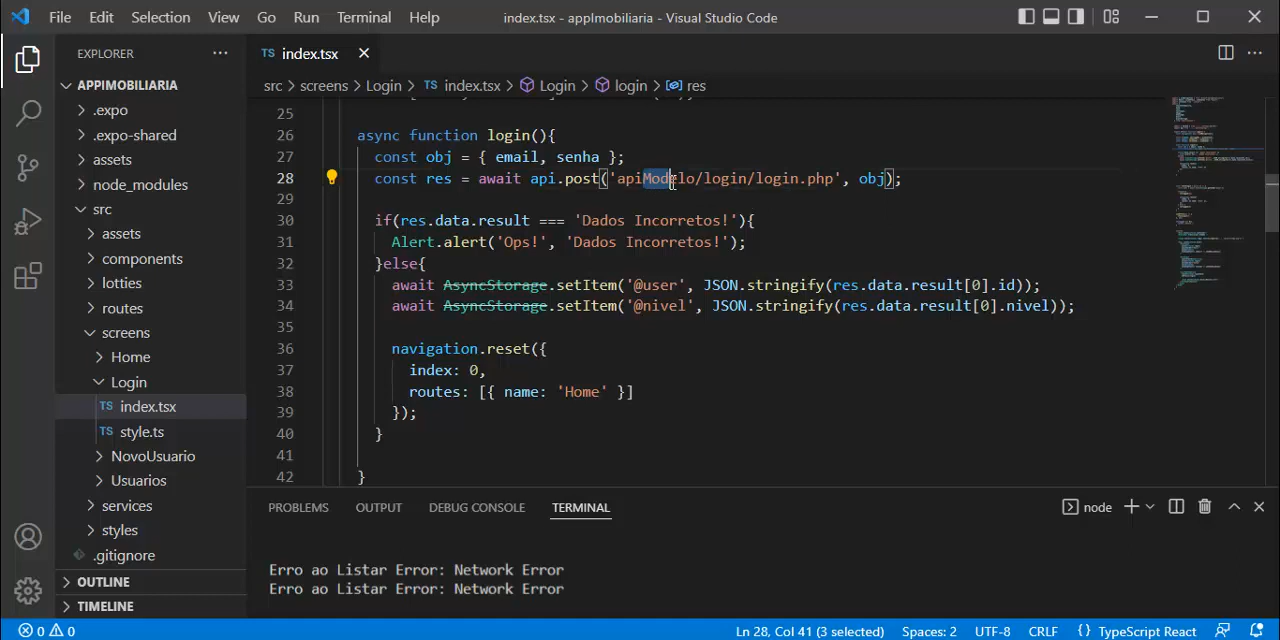 File Edit Selection View Go Run Terminal Help index.tsx - appImobiliaria - Visual Studio Code
EXPLORER
APPIMOBILIARIA
.expo
.expo-shared
assets
node_modules
src
assets
components
lotties
routes
screens
Home
Login
TS index.tsx
TS style.ts
NovoUsuario
Usuarios
services
styles
.gitignore
OUTLINE
TIMELINE
TS index.tsx
src > screens > Login > TS index.tsx > Login > login > res
25
26 async function login(){
27 const obj = { email, senha };
28 const res = await api.post('apiModelo/login/login.php', obj);
29
30 if(res.data.result === 'Dados Incorretos!'){
31 Alert.alert('Ops!', 'Dados Incorretos!');
32 }else{
33 await AsyncStorage.setItem('@user', JSON.stringify(res.data.result[0].id));
34 await AsyncStorage.setItem('@nivel', JSON.stringify(res.data.result[0].nivel));
35
36 navigation.reset({
37 index: 0,
38 routes: [{ name: 'Home' }]
39 });
40 }
41
42 }
PROBLEMS OUTPUT DEBUG CONSOLE TERMINAL node
Erro ao Listar Error: Network Error
Erro ao Listar Error: Network Error
0 0 Ln 28, Col 41 (3 selected) Spaces: 2 UTF-8 CRLF {} TypeScript React